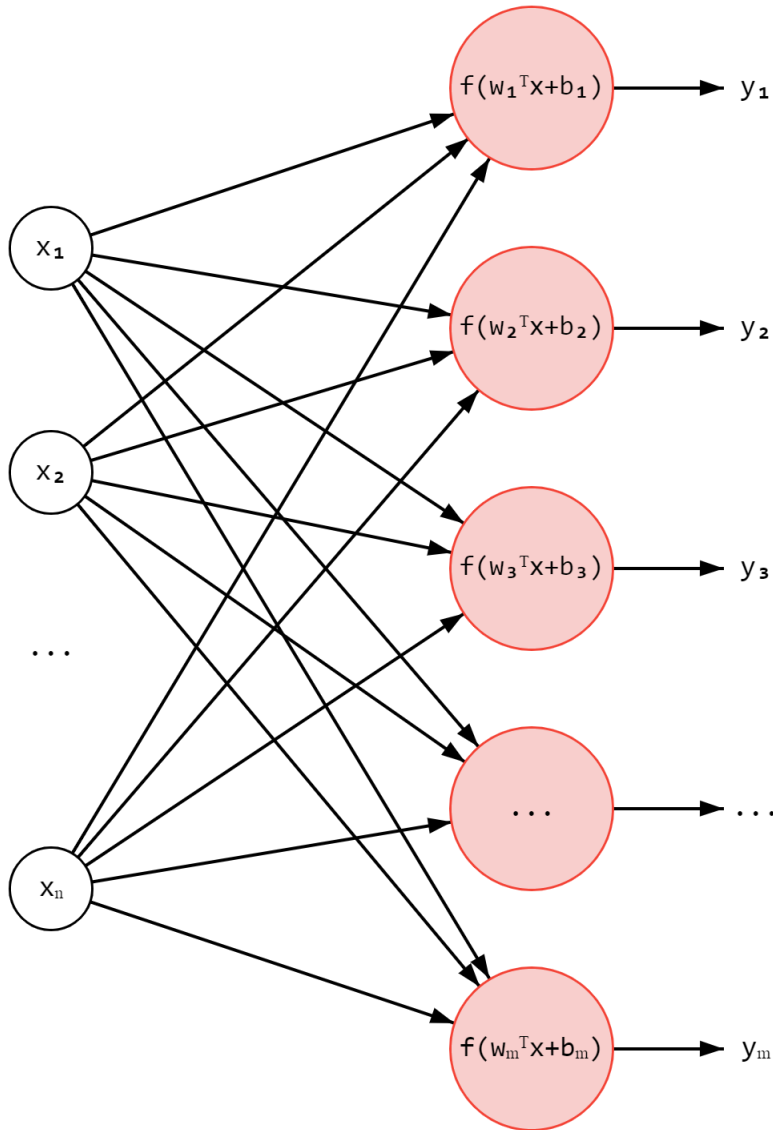 f(w₁ᵀx+b₁) y₁
x₁
f(w₂ᵀx+b₂) y₂
x₂
f(w₃ᵀx+b₃) y₃
...
... ...
xₙ
f(wₘᵀx+bₘ) yₘ